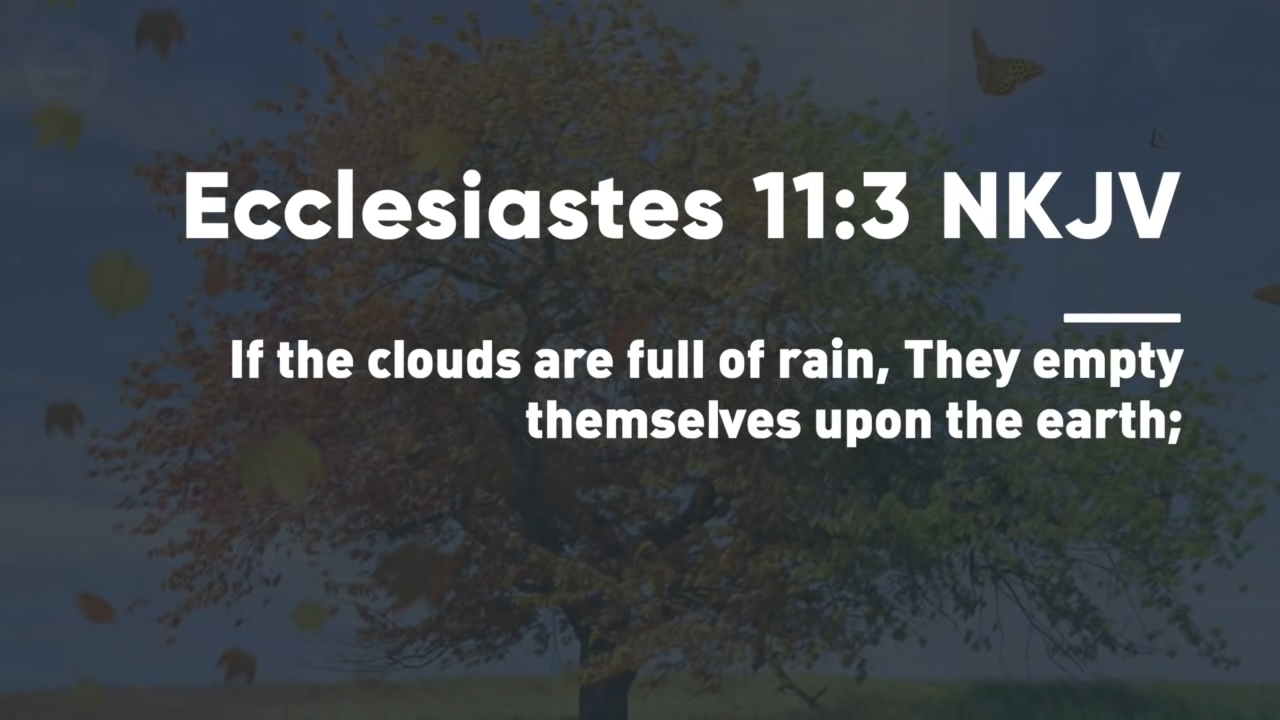 Ecclesiastes 11:3 NKJV
If the clouds are full of rain, They empty
themselves upon the earth;